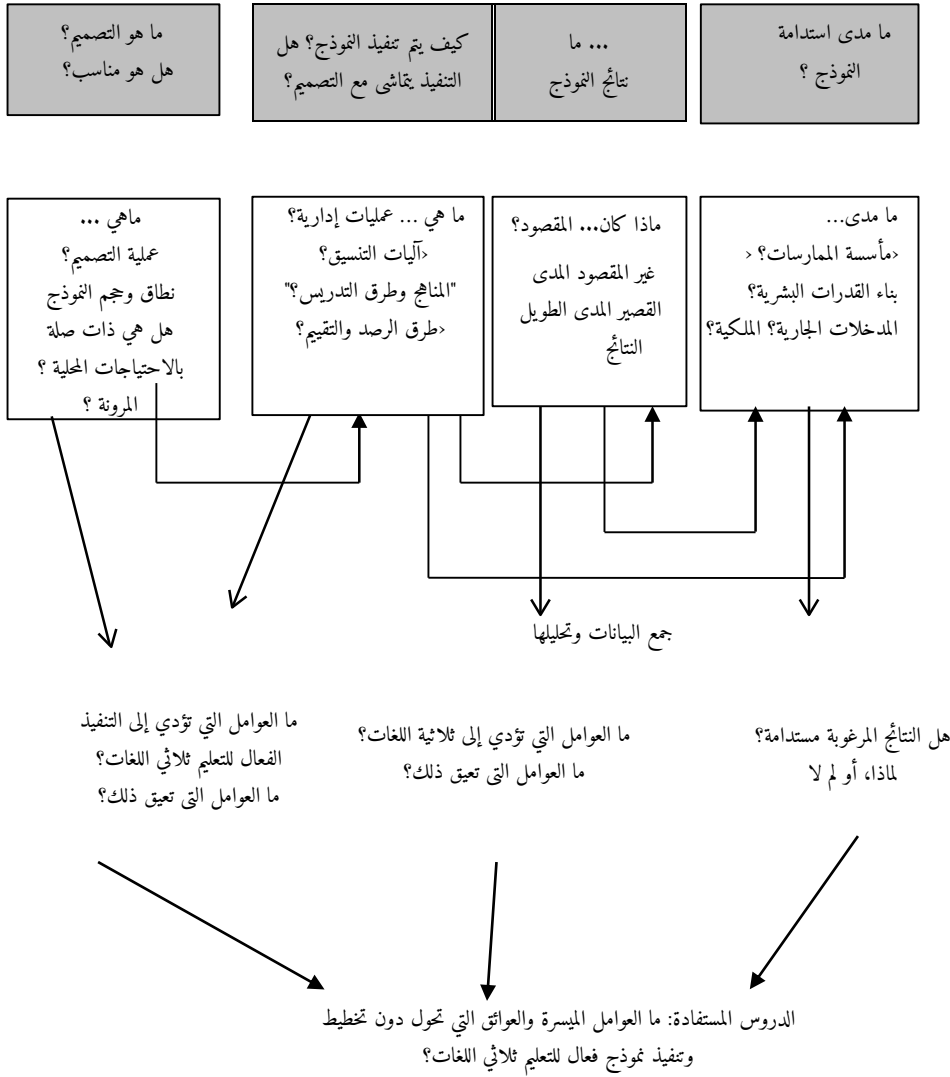 ما هو التصميم؟
هل هو مناسب؟
كيف يتم تنفيذ النموذج؟ هل
التنفيذ يتماشى مع التصميم؟
... ما
نتائج النموذج
ما مدى استدامة
النموذج ؟
ماهي ...
عملية التصميم؟
نطاق وحجم النموذج
هل هي ذات صلة
بالاحتياجات المحلية ؟
المرونة ؟
ما هي ... عمليات إدارية؟
‹آليات التنسيق؟
"المناهج وطرق التدريس؟"
‹طرق الرصد والتقييم؟
ماذا كان... المقصود؟
غير المقصود المدى
القصير المدى الطويل
النتائج
ما مدى...
‹مأسسة الممارسات؟ ‹
بناء القدرات البشرية؟
المدخلات الجارية؟ الملكية؟
جمع البيانات وتحليلها
ما العوامل التي تؤدي إلى التنفيذ
الفعال للتعليم ثلاثي اللغات؟
ما العوامل التى تعيق ذلك؟
ما العوامل التي تؤدي إلى ثلاثية اللغات؟
ما العوامل التى تعيق ذلك؟
هل النتائج المرغوبة مستدامة؟
لماذا، أو لم لا
الدروس المستفادة: ما العوامل الميسرة والعوائق التي تحول دون تخطيط
وتنفيذ نموذج فعال للتعليم ثلاثي اللغات؟